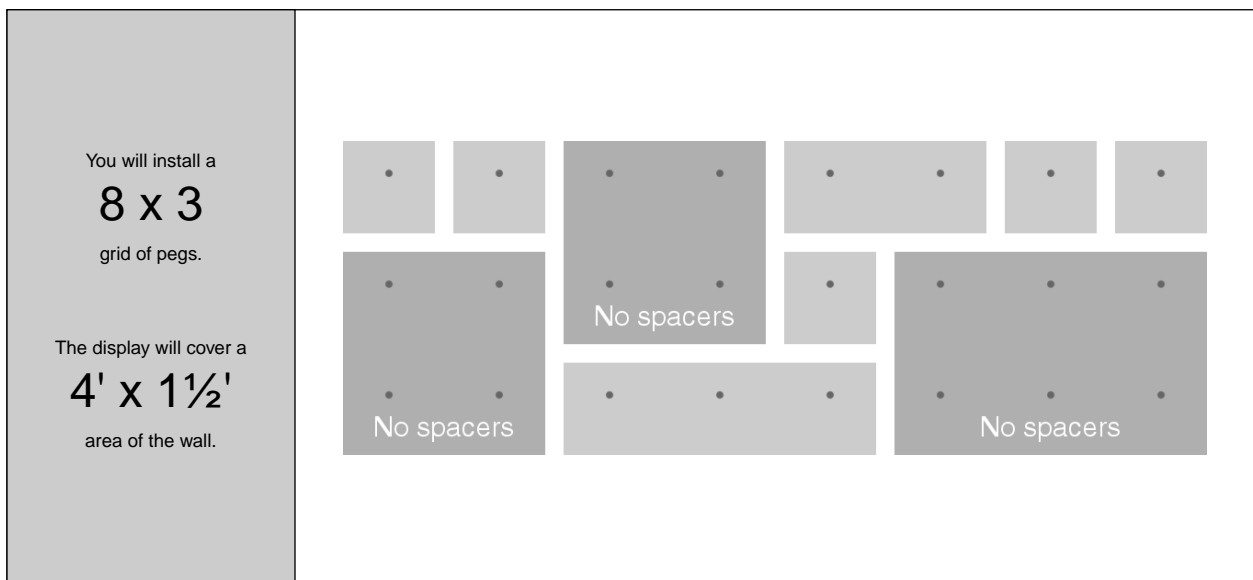 You will install a
8 x 3
grid of pegs.
The display will cover a
4' x 1½'
area of the wall.
No spacers
No spacers
No spacers